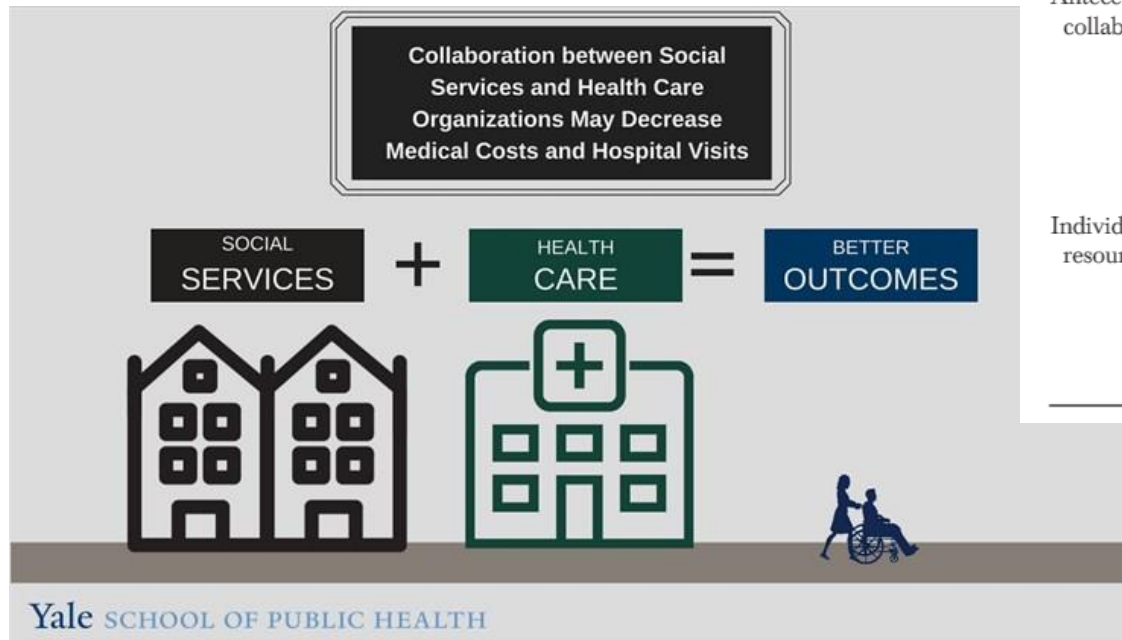 Collaboration between Social
Services and Health Care
Organizations May Decrease
Medical Costs and Hospital Visits
SOCIAL
SERVICES
+
HEALTH
CARE
=
BETTER
OUTCOMES
Yale SCHOOL OF PUBLIC HEALTH